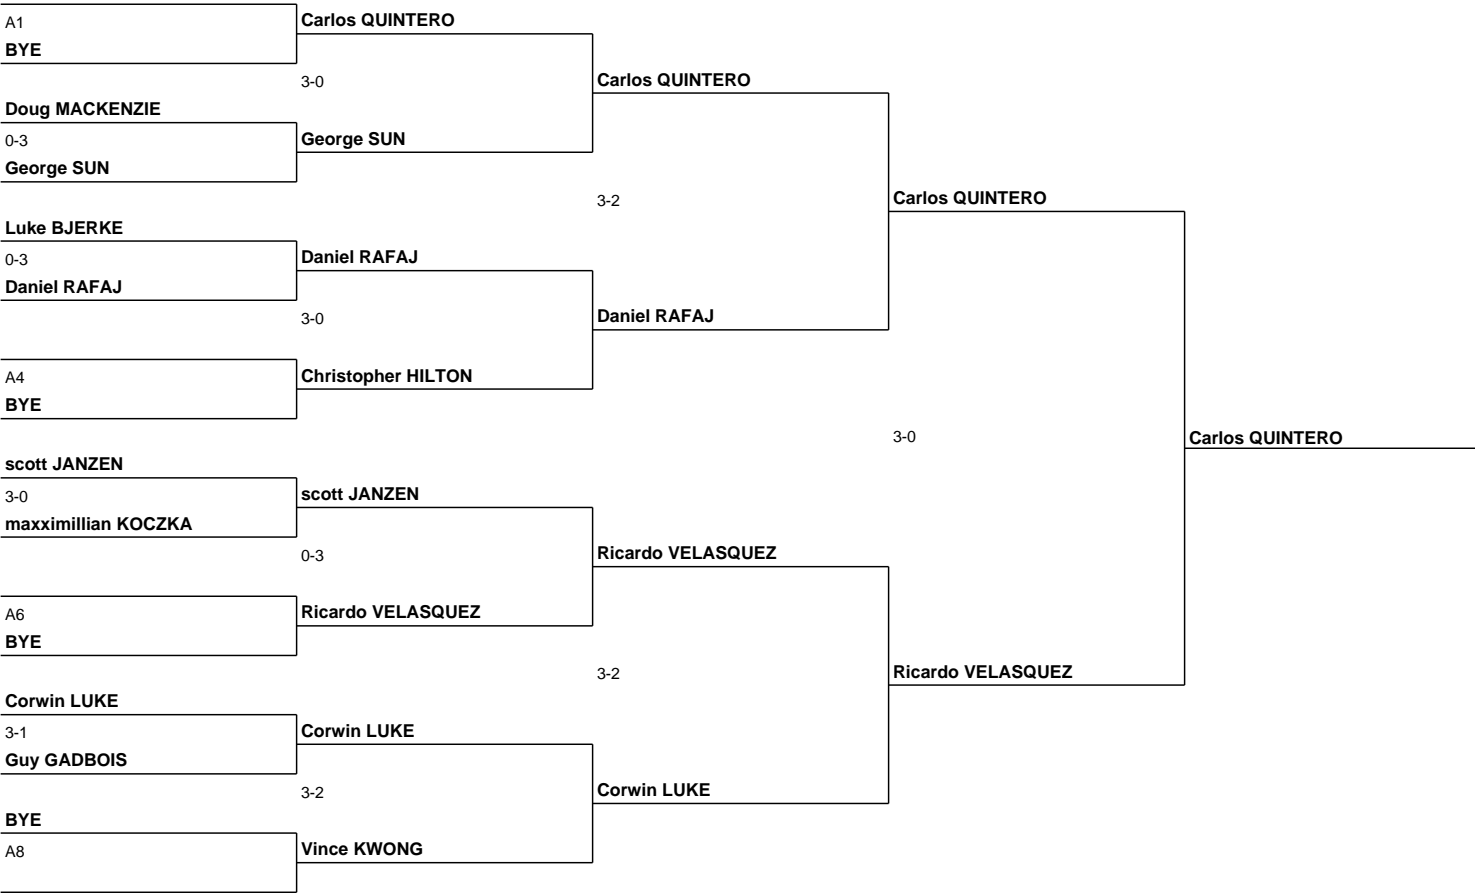 A1
BYE
Carlos QUINTERO
3-0
Doug MACKENZIE
0-3
George SUN
George SUN
Carlos QUINTERO
3-2
Luke BJERKE
0-3
Daniel RAFAJ
Daniel RAFAJ
3-0
A4
BYE
Christopher HILTON
Daniel RAFAJ
Carlos QUINTERO
3-0
Carlos QUINTERO
scott JANZEN
3-0
maxximillian KOCZKA
scott JANZEN
0-3
A6
BYE
Ricardo VELASQUEZ
Ricardo VELASQUEZ
3-2
Corwin LUKE
3-1
Guy GADBOIS
Corwin LUKE
3-2
BYE
A8
Vince KWONG
Corwin LUKE
Ricardo VELASQUEZ